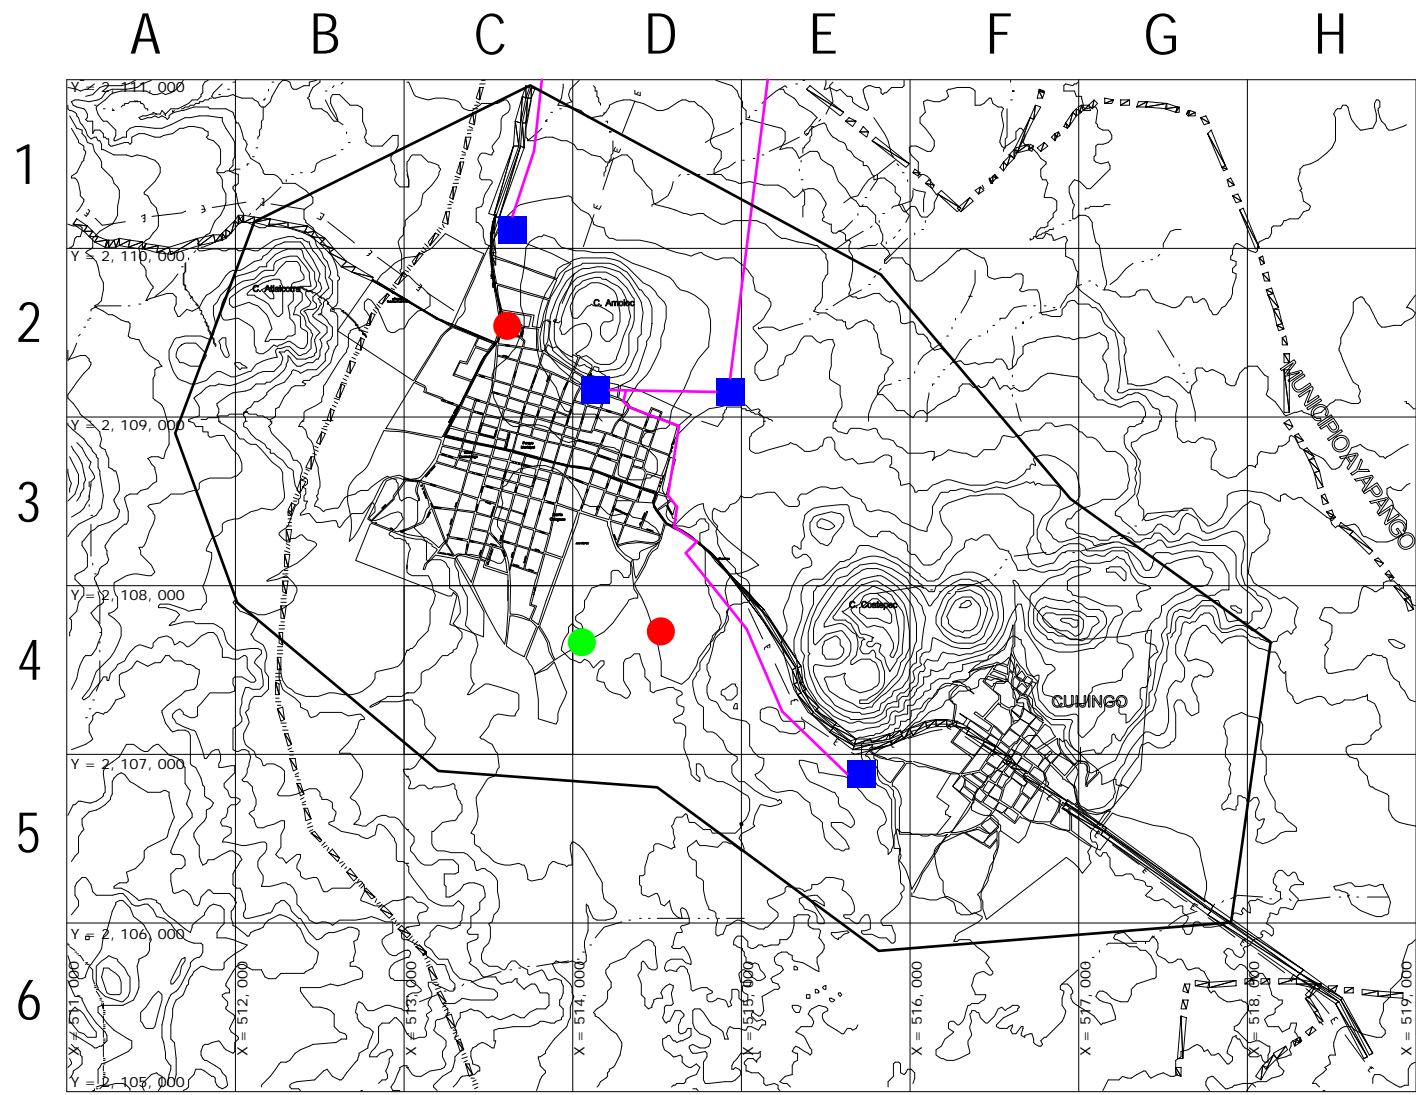 A B C D E F G H
Y = 2, 111, 000
1
Y = 2, 110, 000
C. Amolac
2
MUNICIPIO AYAPANGO
Y = 2, 109, 000
3
Y = 2, 108, 000
C. Coatepec
4
CUIJINGO
Y = 2, 107, 000
5
Y = 2, 106, 000
6
X = 511, 000
X = 512, 000
X = 513, 000
X = 514, 000
X = 515, 000
X = 516, 000
X = 517, 000
X = 518, 000
X = 519, 000
Y = 2, 105, 000